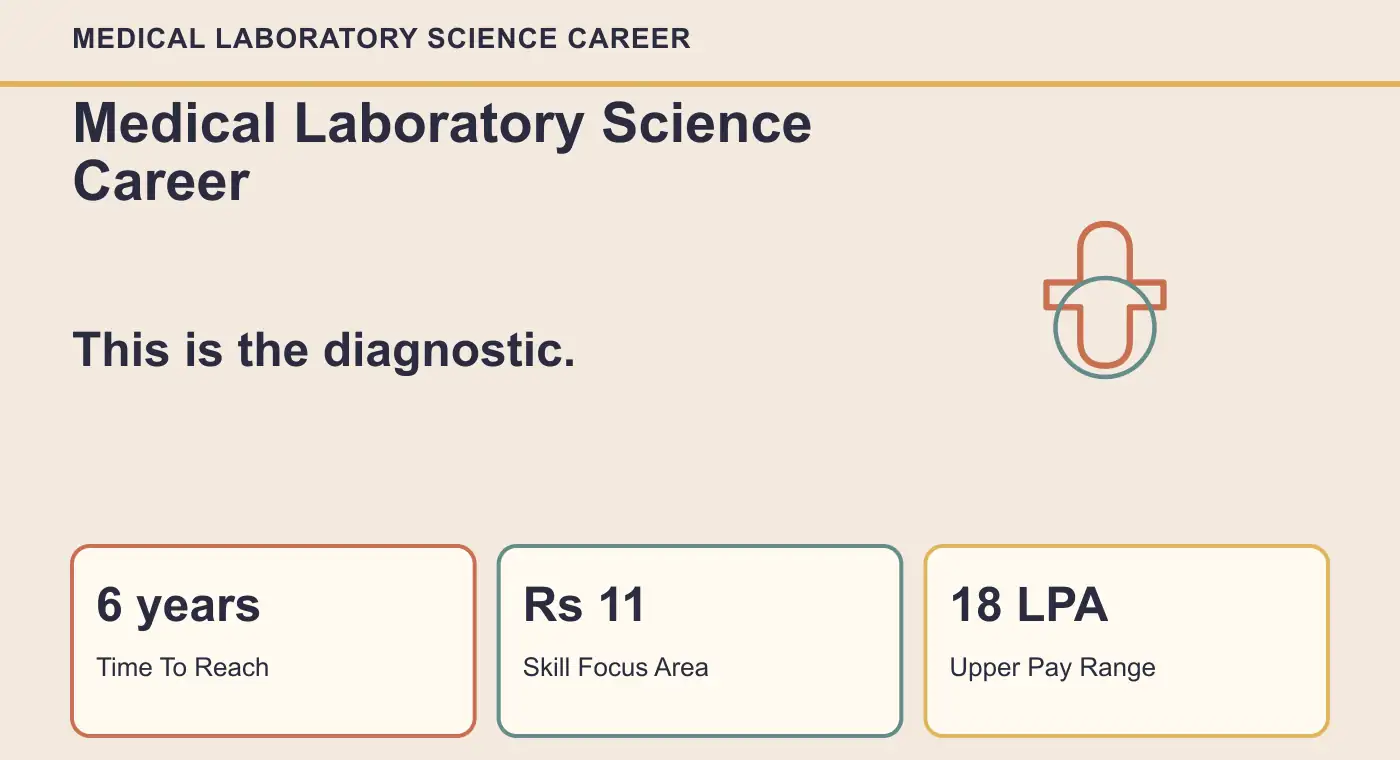 MEDICAL LABORATORY SCIENCE CAREER
Medical Laboratory Science
Career
This is the diagnostic.
6 years
Time To Reach
Rs 11
Skill Focus Area
18 LPA
Upper Pay Range